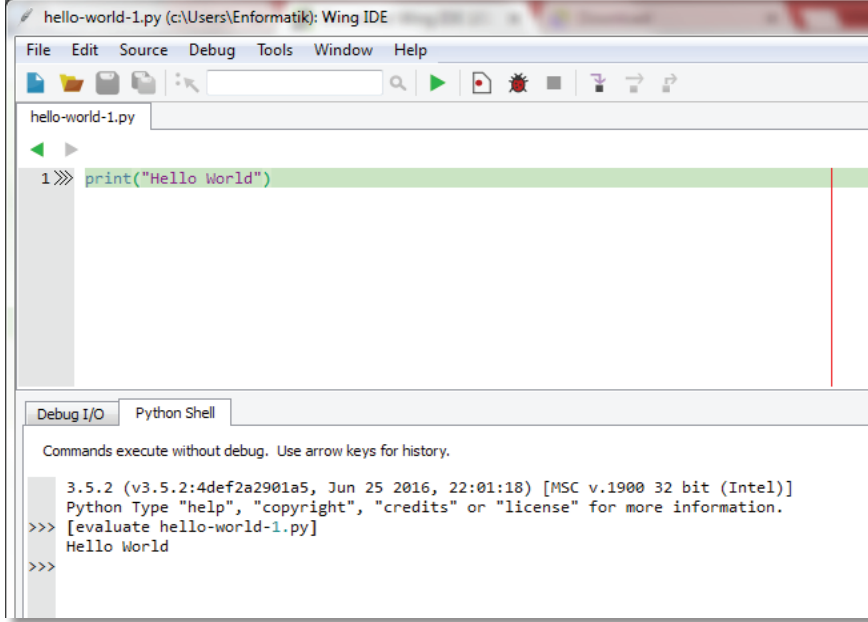 hello-world-1.py (c:\Users\Enformatik): Wing IDE
File Edit Source Debug Tools Window Help
hello-world-1.py
1 >>> print("Hello World")
Debug I/O Python Shell
Commands execute without debug. Use arrow keys for history.
3.5.2 (v3.5.2:4def2a2901a5, Jun 25 2016, 22:01:18) [MSC v.1900 32 bit (Intel)]
Python Type "help", "copyright", "credits" or "license" for more information.
>>> [evaluate hello-world-1.py]
Hello World
>>>